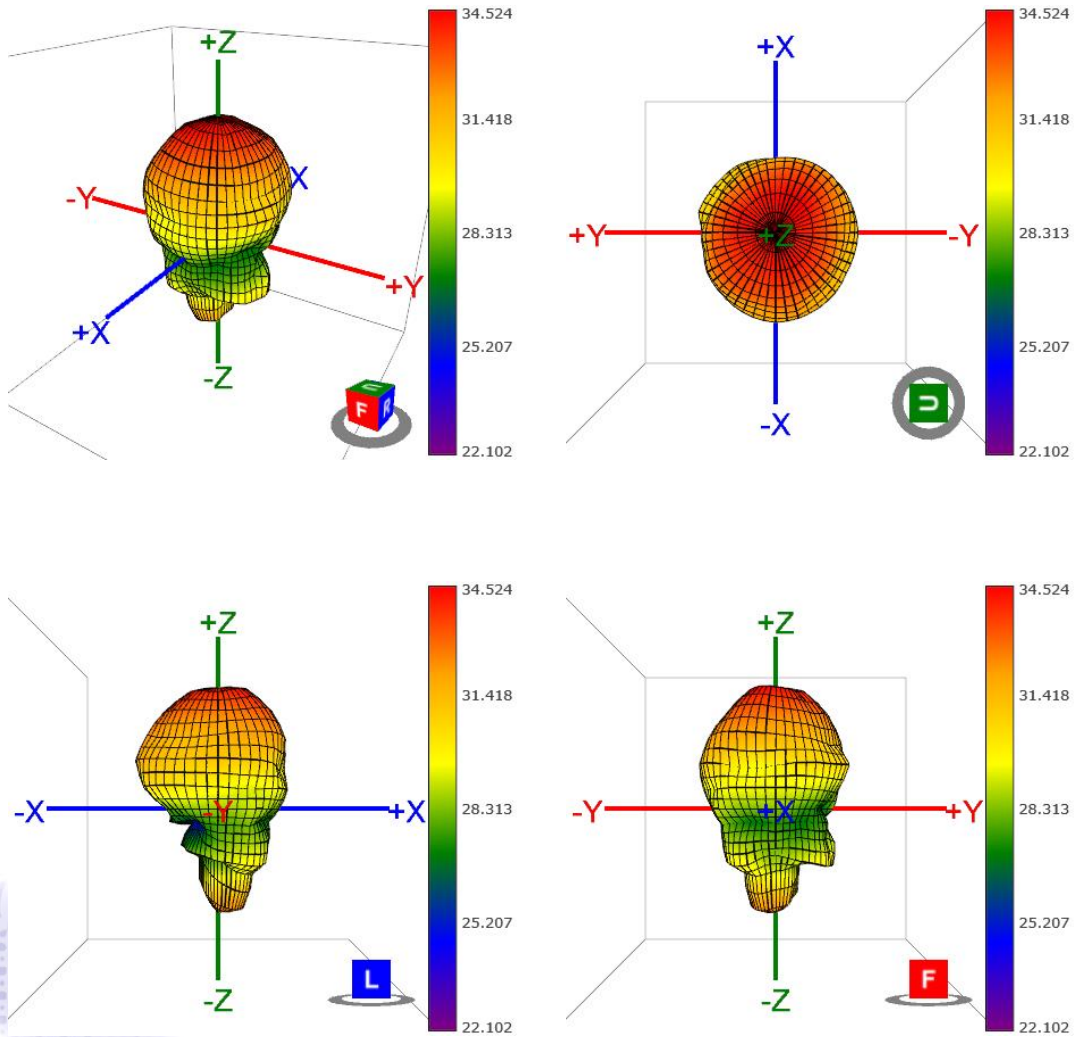 34.524
31.418
28.313
25.207
22.102
+Z
X
-Y
+Y
+X
-Z
U
F
R
34.524
31.418
28.313
25.207
22.102
+X
+Y
+Z
-Y
-X
U
34.524
31.418
28.313
25.207
22.102
+Z
-X
-Y
+X
-Z
L
34.524
31.418
28.313
25.207
22.102
+Z
-Y
+X
+Y
-Z
F